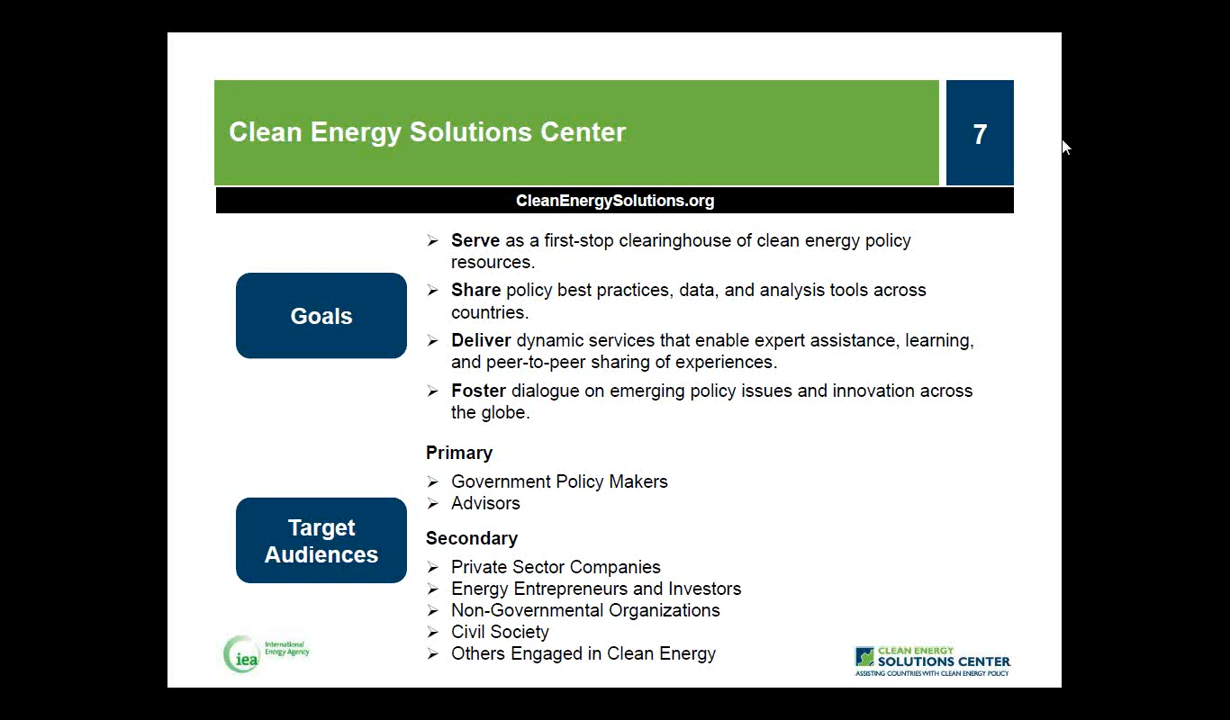 Clean Energy Solutions Center
7
CleanEnergySolutions.org
Goals
Serve as a first-stop clearinghouse of clean energy policy
resources.
Share policy best practices, data, and analysis tools across
countries.
Deliver dynamic services that enable expert assistance, learning,
and peer-to-peer sharing of experiences.
Foster dialogue on emerging policy issues and innovation across
the globe.
Target
Audiences
Primary
Government Policy Makers
Advisors
Secondary
Private Sector Companies
Energy Entrepreneurs and Investors
Non-Governmental Organizations
Civil Society
Others Engaged in Clean Energy
iea
International
Energy Agency
CLEAN ENERGY
SOLUTIONS CENTER
ASSISTING COUNTRIES WITH CLEAN ENERGY POLICY